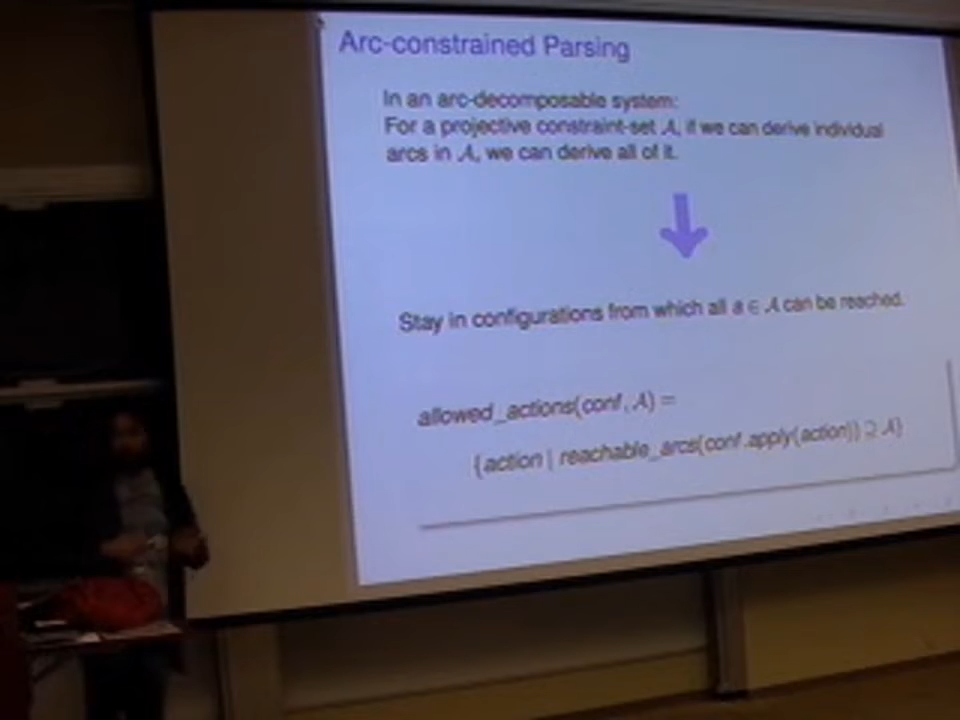 Arc-constrained Parsing
In an arc-decomposable system:
For a projective constraint-set 𝒜, if we can derive individual
arcs in 𝒜, we can derive all of it.
Stay in configurations from which all a ∈ 𝒜 can be reached.
allowed_actions(conf, 𝒜) =
{action | reachable_arcs(conf.apply(action)) ⊇ 𝒜}